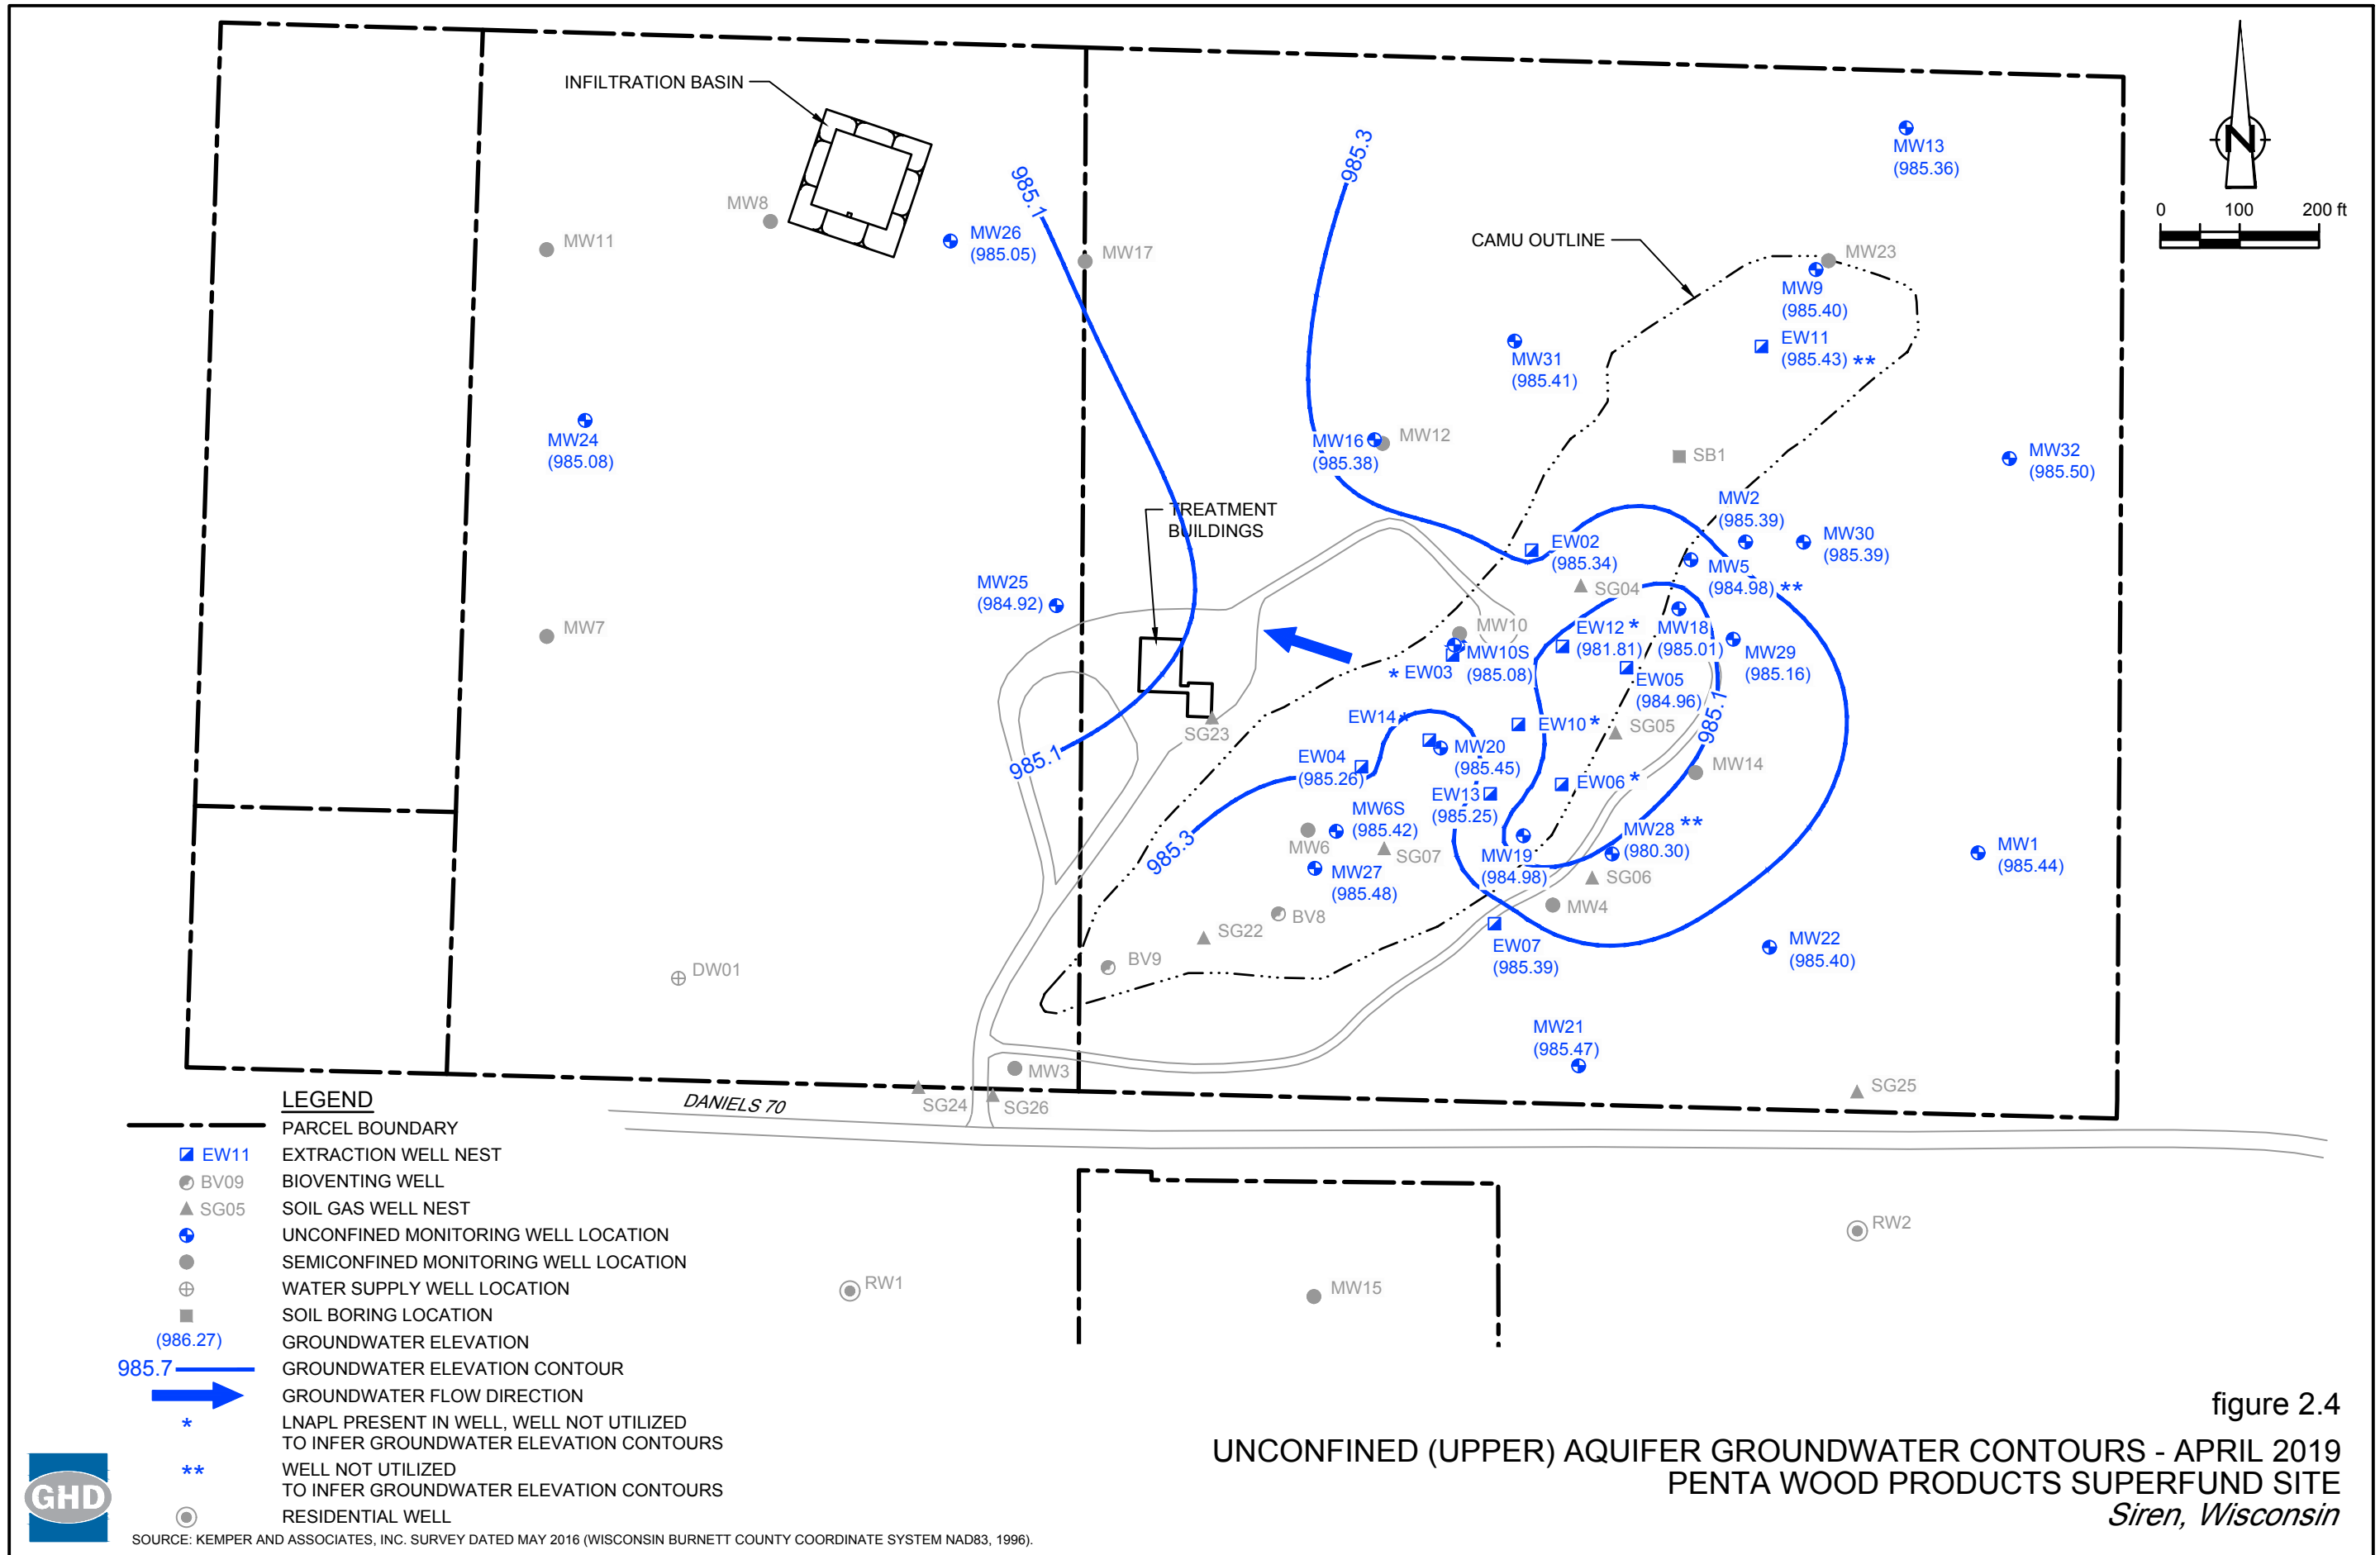 INFILTRATION BASIN
985.1
985.3
MW13
(985.36)
N
0 100 200 ft
MW8
MW11
MW26
(985.05)
MW17
CAMU OUTLINE
MW23
MW9
(985.40)
EW11
(985.43) **
MW31
(985.41)
MW24
(985.08)
MW16
(985.38)
MW12
SB1
MW32
(985.50)
TREATMENT
BUILDINGS
MW2
(985.39)
MW30
(985.39)
EW02
(985.34)
MW5
(984.98) **
SG04
MW25
(984.92)
MW7
MW10
MW10S
(985.08)
* EW03
EW12 *
(981.81)
MW18
(985.01)
MW29
(985.16)
EW05
(984.96)
985.1
SG05
SG23
EW14 *
EW10 *
MW20
(985.45)
985.1
EW04
(985.26)
MW14
EW06 *
EW13
(985.25)
MW6S
(985.42)
985.3
MW6
SG07
MW28 **
(980.30)
MW19
(984.98)
MW1
(985.44)
MW27
(985.48)
SG06
MW4
BV8
SG22
EW07
(985.39)
MW22
(985.40)
BV9
DW01
MW21
(985.47)
MW3
SG24
SG26
SG25
DANIELS 70
RW2
RW1
MW15
LEGEND
PARCEL BOUNDARY
EW11 EXTRACTION WELL NEST
BV09 BIOVENTING WELL
SG05 SOIL GAS WELL NEST
UNCONFINED MONITORING WELL LOCATION
SEMICONFINED MONITORING WELL LOCATION
WATER SUPPLY WELL LOCATION
SOIL BORING LOCATION
(986.27) GROUNDWATER ELEVATION
985.7 GROUNDWATER ELEVATION CONTOUR
GROUNDWATER FLOW DIRECTION
* LNAPL PRESENT IN WELL, WELL NOT UTILIZED
TO INFER GROUNDWATER ELEVATION CONTOURS
** WELL NOT UTILIZED
TO INFER GROUNDWATER ELEVATION CONTOURS
RESIDENTIAL WELL
GHD
SOURCE: KEMPER AND ASSOCIATES, INC. SURVEY DATED MAY 2016 (WISCONSIN BURNETT COUNTY COORDINATE SYSTEM NAD83, 1996).
figure 2.4
UNCONFINED (UPPER) AQUIFER GROUNDWATER CONTOURS - APRIL 2019
PENTA WOOD PRODUCTS SUPERFUND SITE
Siren, Wisconsin